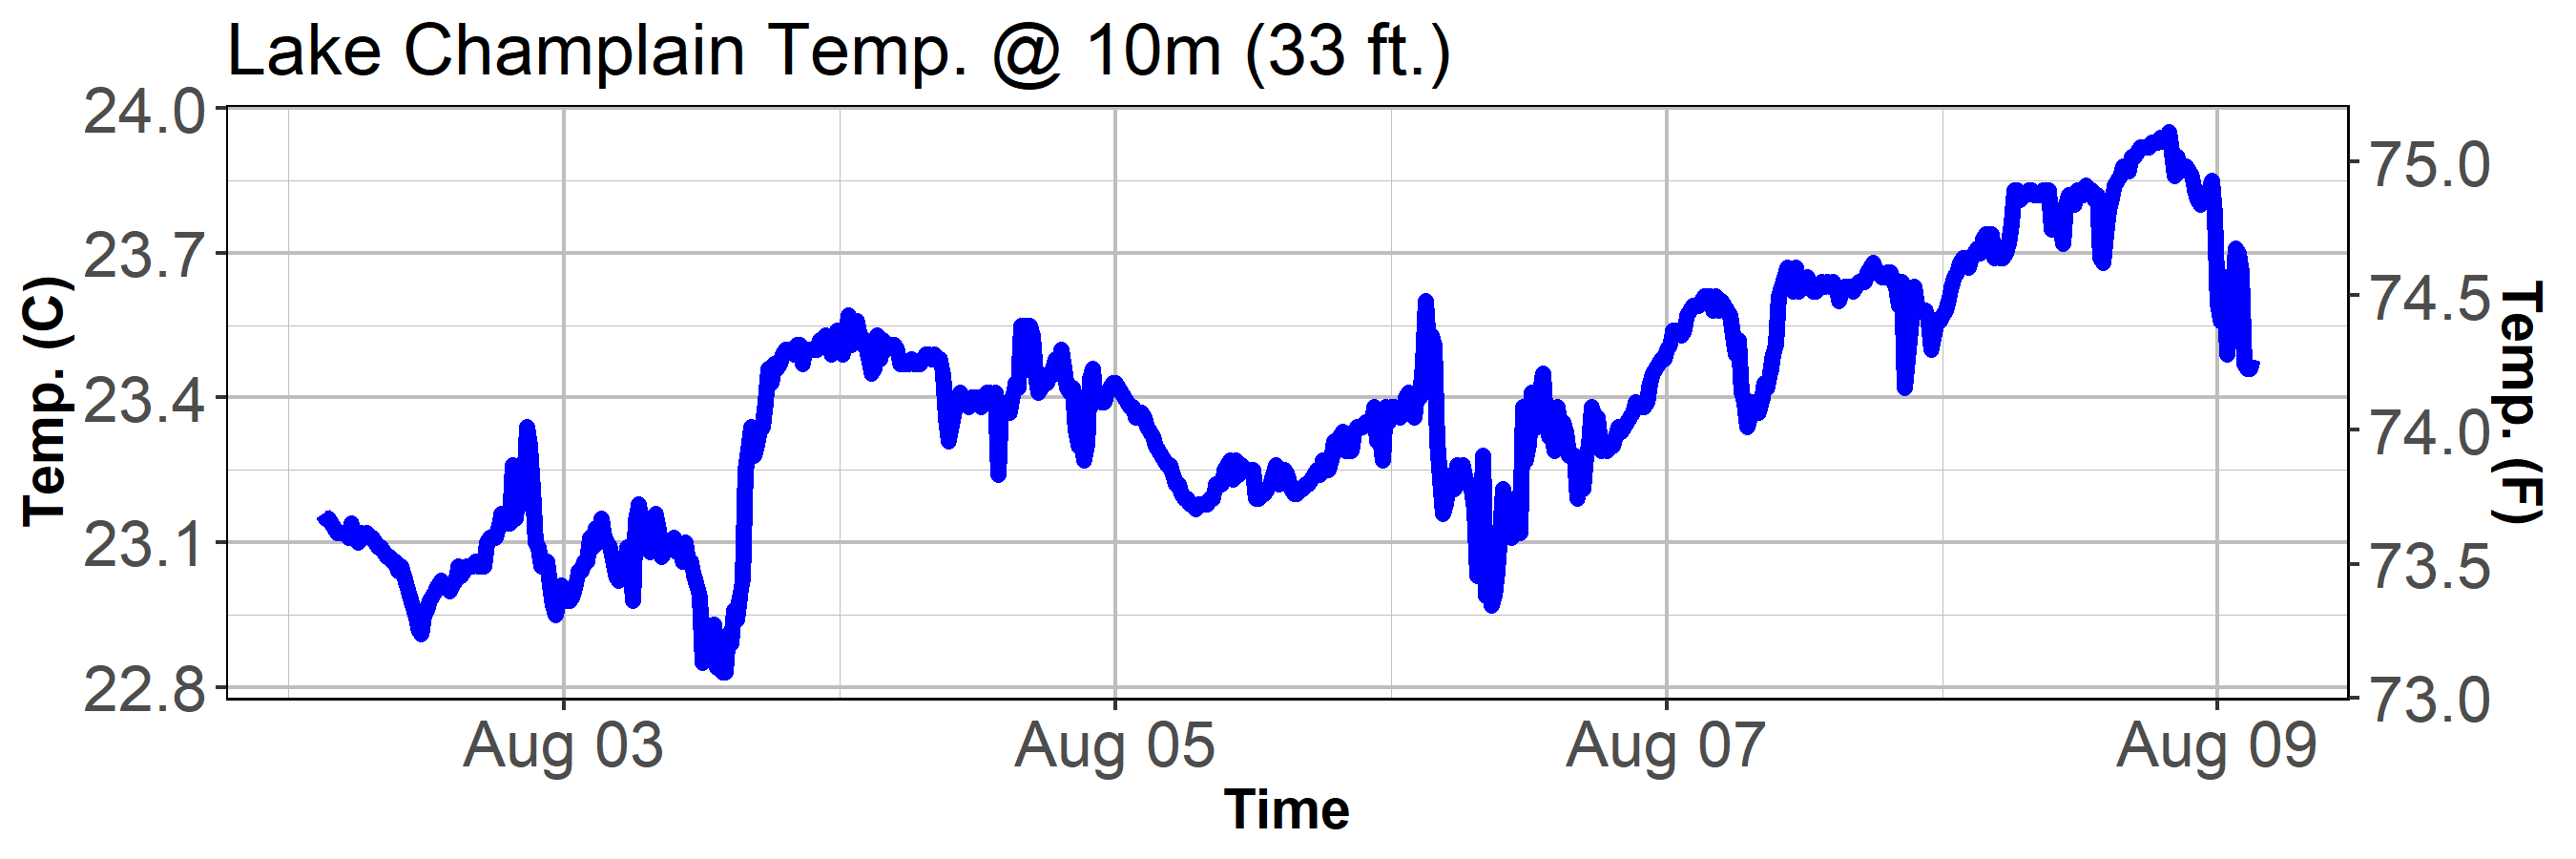 Lake Champlain Temp. @ 10m (33 ft.)
24.0
23.7
23.4
23.1
22.8
Temp. (C)
75.0
74.5
74.0
73.5
73.0
Temp. (F)
Aug 03 Aug 05 Aug 07 Aug 09
Time